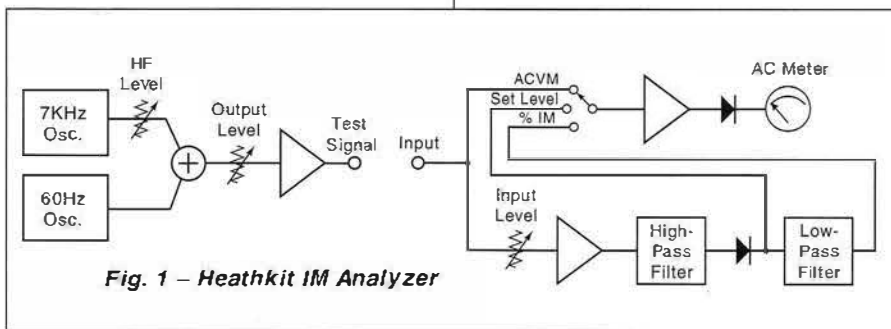 HF
Level
7KHz
Osc.
60Hz
Osc.
Output
Level
Test
Signal
Input
ACVM
Set Level
% IM
AC Meter
Input
Level
High-
Pass
Filter
Low-
Pass
Filter
Fig. 1 – Heathkit IM Analyzer